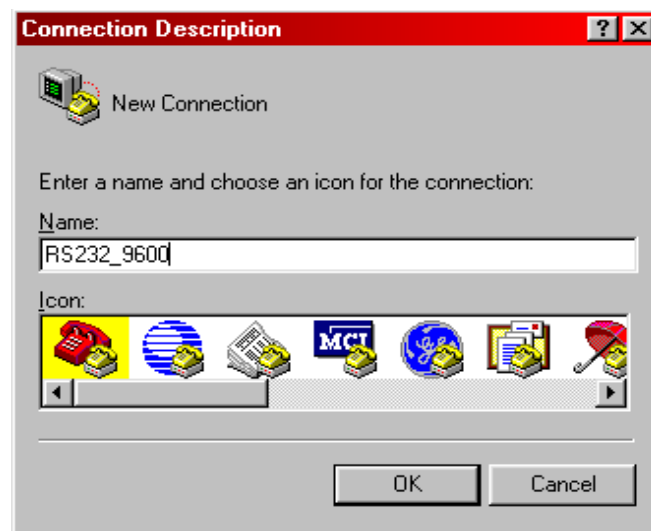 Connection Description
New Connection
Enter a name and choose an icon for the connection:
Name:
RS232_9600
Icon:
MCI
OK
Cancel